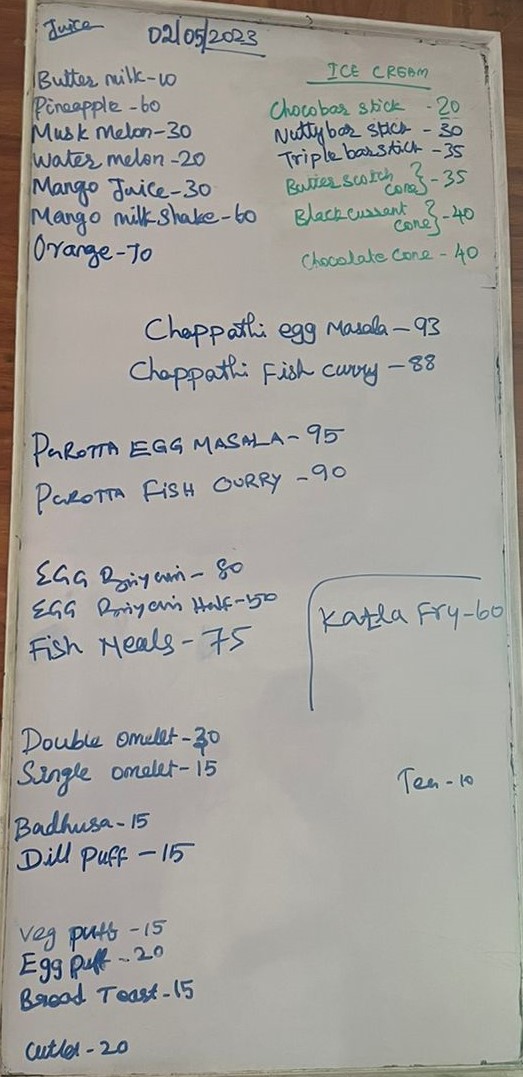 Juice
02/05/2023
Butter milk-10
Pineapple -60
Musk Melon-30
Water melon -20
Mango Juice-30
Mango milk shake-60
Orange-70
ICE CREAM
Chocobar stick - 20
Nuttybar stick - 30
Triple bar stick - 35
Butter scotch cone} - 35
Blackcurrent cone} - 40
Chocolate Cone - 40
Chappathi egg Masala - 93
Chappathi Fish curry - 88
PaROTTA EGG MASALA - 95
PaROTTA FiSH CURRY - 90
EGG Briyani - 80
EGG Briyani Half-50
Fish Meals - 75
Katla Fry-60
Double omelet-30
Single omelet-15
Tea-10
Badhusa-15
Dill Puff - 15
Veg puff -15
Egg puff - 20
Bread Toast-15
Cutlet-20